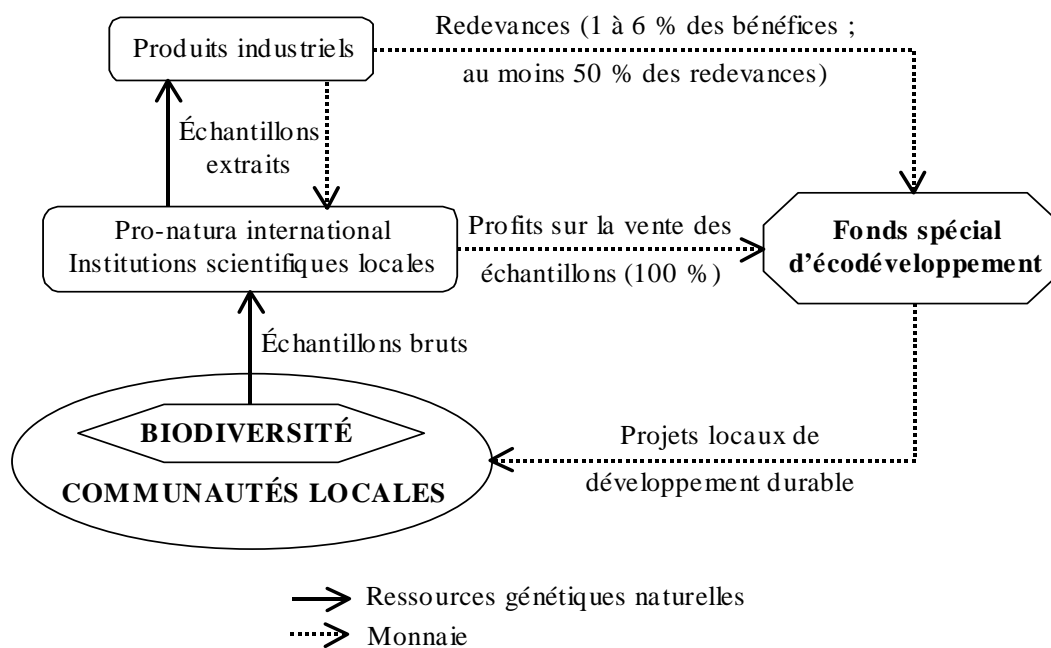 Produits industriels
Redevances (1 à 6 % des bénéfices ;
au moins 50 % des redevances)
Échantillons
extraits
Pro-natura international
Institutions scientifiques locales
Profits sur la vente des
échantillons (100 %)
Fonds spécial
d'écodéveloppement
Échantillons bruts
BIODIVERSITÉ
COMMUNAUTÉS LOCALES
Projets locaux de
développement durable
Ressources génétiques naturelles
Monnaie